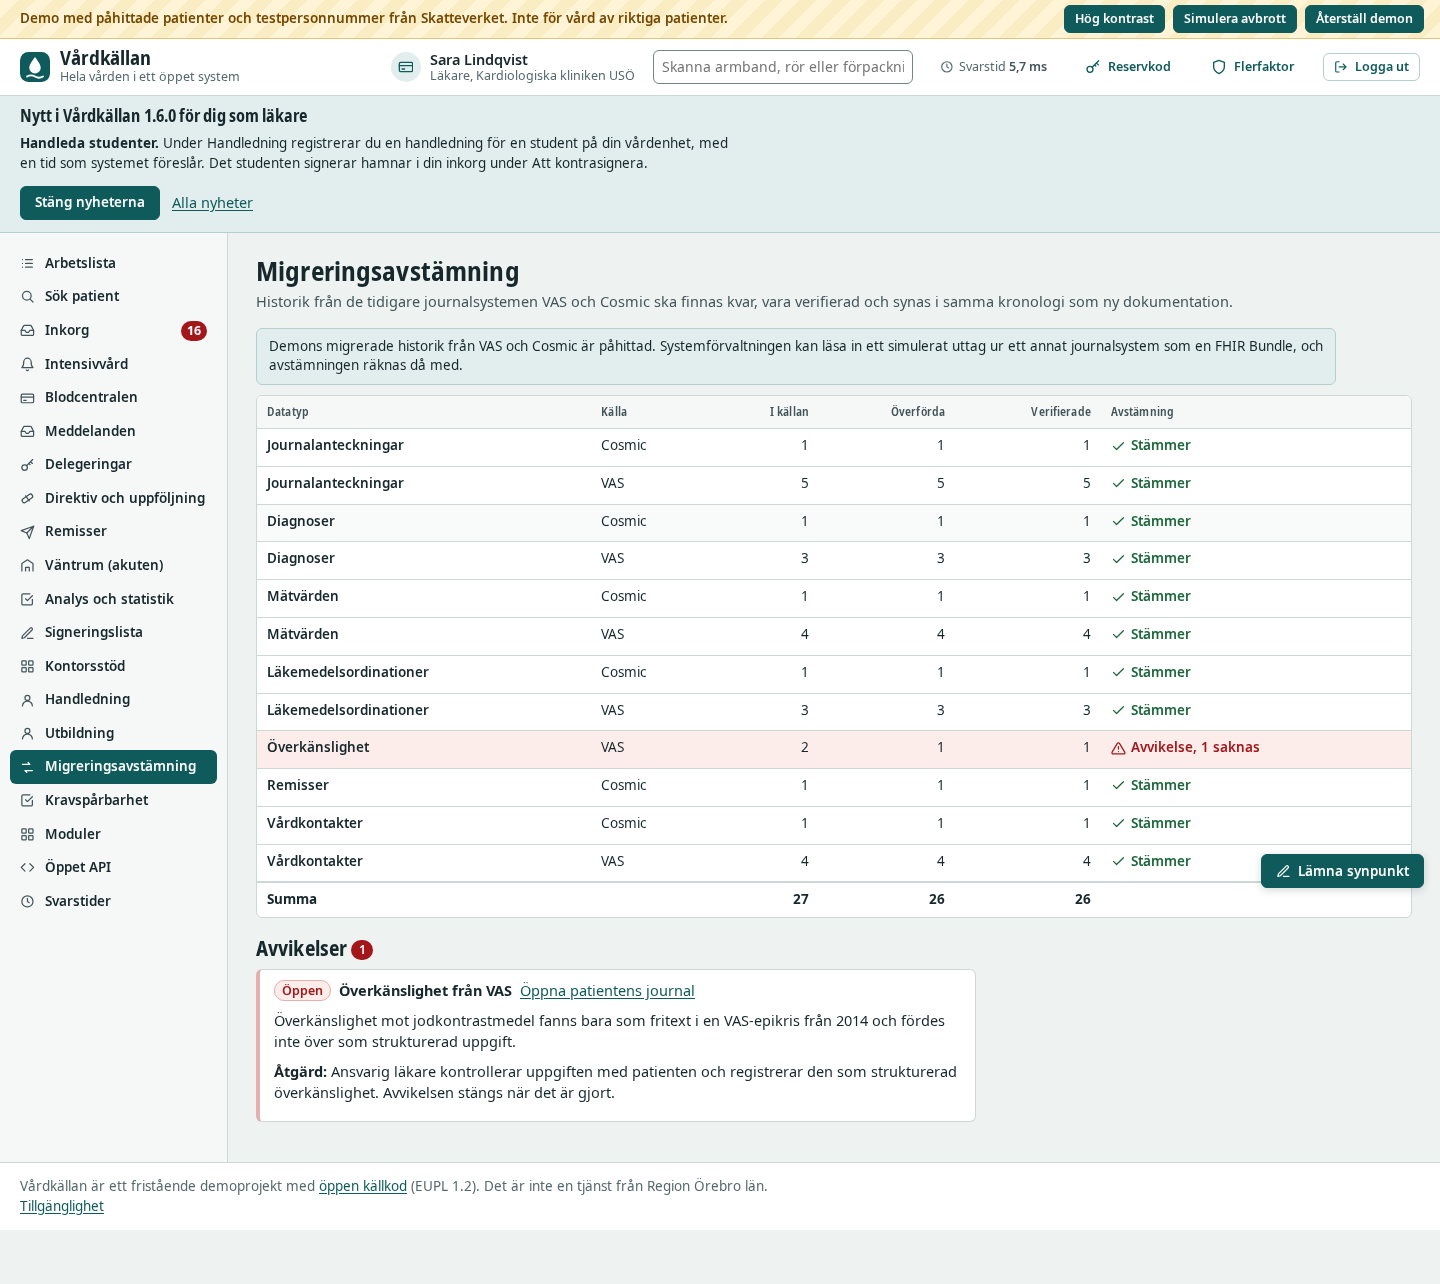 Demo med påhittade patienter och testpersonnummer från Skatteverket. Inte för vård av riktiga patienter.
Hög kontrast
Simulera avbrott
Återställ demon
Vårdkällan
Hela vården i ett öppet system
Sara Lindqvist
Läkare, Kardiologiska kliniken USÖ
Skanna armband, rör eller förpackni
Svarstid 5,7 ms
Reservkod
Flerfaktor
Logga ut
Nytt i Vårdkällan 1.6.0 för dig som läkare
Handleda studenter. Under Handledning registrerar du en handledning för en student på din vårdenhet, med
en tid som systemet föreslår. Det studenten signerar hamnar i din inkorg under Att kontrasignera.
Stäng nyheterna
Alla nyheter
Arbetslista
Sök patient
Inkorg 16
Intensivvård
Blodcentralen
Meddelanden
Delegeringar
Direktiv och uppföljning
Remisser
Väntrum (akuten)
Analys och statistik
Signeringslista
Kontorsstöd
Handledning
Utbildning
Migreringsavstämning
Kravspårbarhet
Moduler
Öppet API
Svarstider
Migreringsavstämning
Historik från de tidigare journalsystemen VAS och Cosmic ska finnas kvar, vara verifierad och synas i samma kronologi som ny dokumentation.
Demons migrerade historik från VAS och Cosmic är påhittad. Systemförvaltningen kan läsa in ett simulerat uttag ur ett annat journalsystem som en FHIR Bundle, och
avstämningen räknas då med.
Datatyp Källa I källan Överförda Verifierade Avstämning
Journalanteckningar Cosmic 1 1 1 Stämmer
Journalanteckningar VAS 5 5 5 Stämmer
Diagnoser Cosmic 1 1 1 Stämmer
Diagnoser VAS 3 3 3 Stämmer
Mätvärden Cosmic 1 1 1 Stämmer
Mätvärden VAS 4 4 4 Stämmer
Läkemedelsordinationer Cosmic 1 1 1 Stämmer
Läkemedelsordinationer VAS 3 3 3 Stämmer
Överkänslighet VAS 2 1 1 Avvikelse, 1 saknas
Remisser Cosmic 1 1 1 Stämmer
Vårdkontakter Cosmic 1 1 1 Stämmer
Vårdkontakter VAS 4 4 4 Stämmer
Summa 27 26 26
Lämna synpunkt
Avvikelser 1
Öppen Överkänslighet från VAS Öppna patientens journal
Överkänslighet mot jodkontrastmedel fanns bara som fritext i en VAS-epikris från 2014 och fördes
inte över som strukturerad uppgift.
Åtgärd: Ansvarig läkare kontrollerar uppgiften med patienten och registrerar den som strukturerad
överkänslighet. Avvikelsen stängs när det är gjort.
Vårdkällan är ett fristående demoprojekt med öppen källkod (EUPL 1.2). Det är inte en tjänst från Region Örebro län.
Tillgänglighet